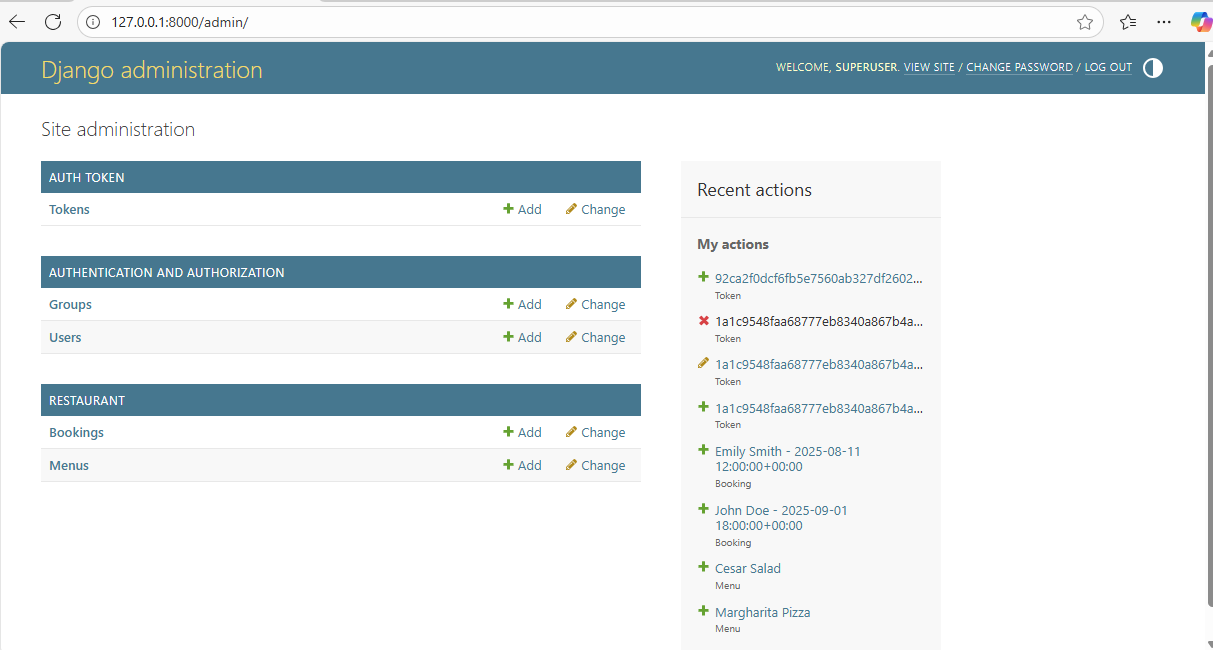 127.0.0.1:8000/admin/
Django administration
WELCOME, SUPERUSER. VIEW SITE / CHANGE PASSWORD / LOG OUT
Site administration
AUTH TOKEN
Tokens Add Change
AUTHENTICATION AND AUTHORIZATION
Groups Add Change
Users Add Change
RESTAURANT
Bookings Add Change
Menus Add Change
Recent actions
My actions
92ca2f0dcf6fb5e7560ab327df2602...
Token
1a1c9548faa68777eb8340a867b4a...
Token
1a1c9548faa68777eb8340a867b4a...
Token
1a1c9548faa68777eb8340a867b4a...
Token
Emily Smith - 2025-08-11
12:00:00+00:00
Booking
John Doe - 2025-09-01
18:00:00+00:00
Booking
Cesar Salad
Menu
Margharita Pizza
Menu